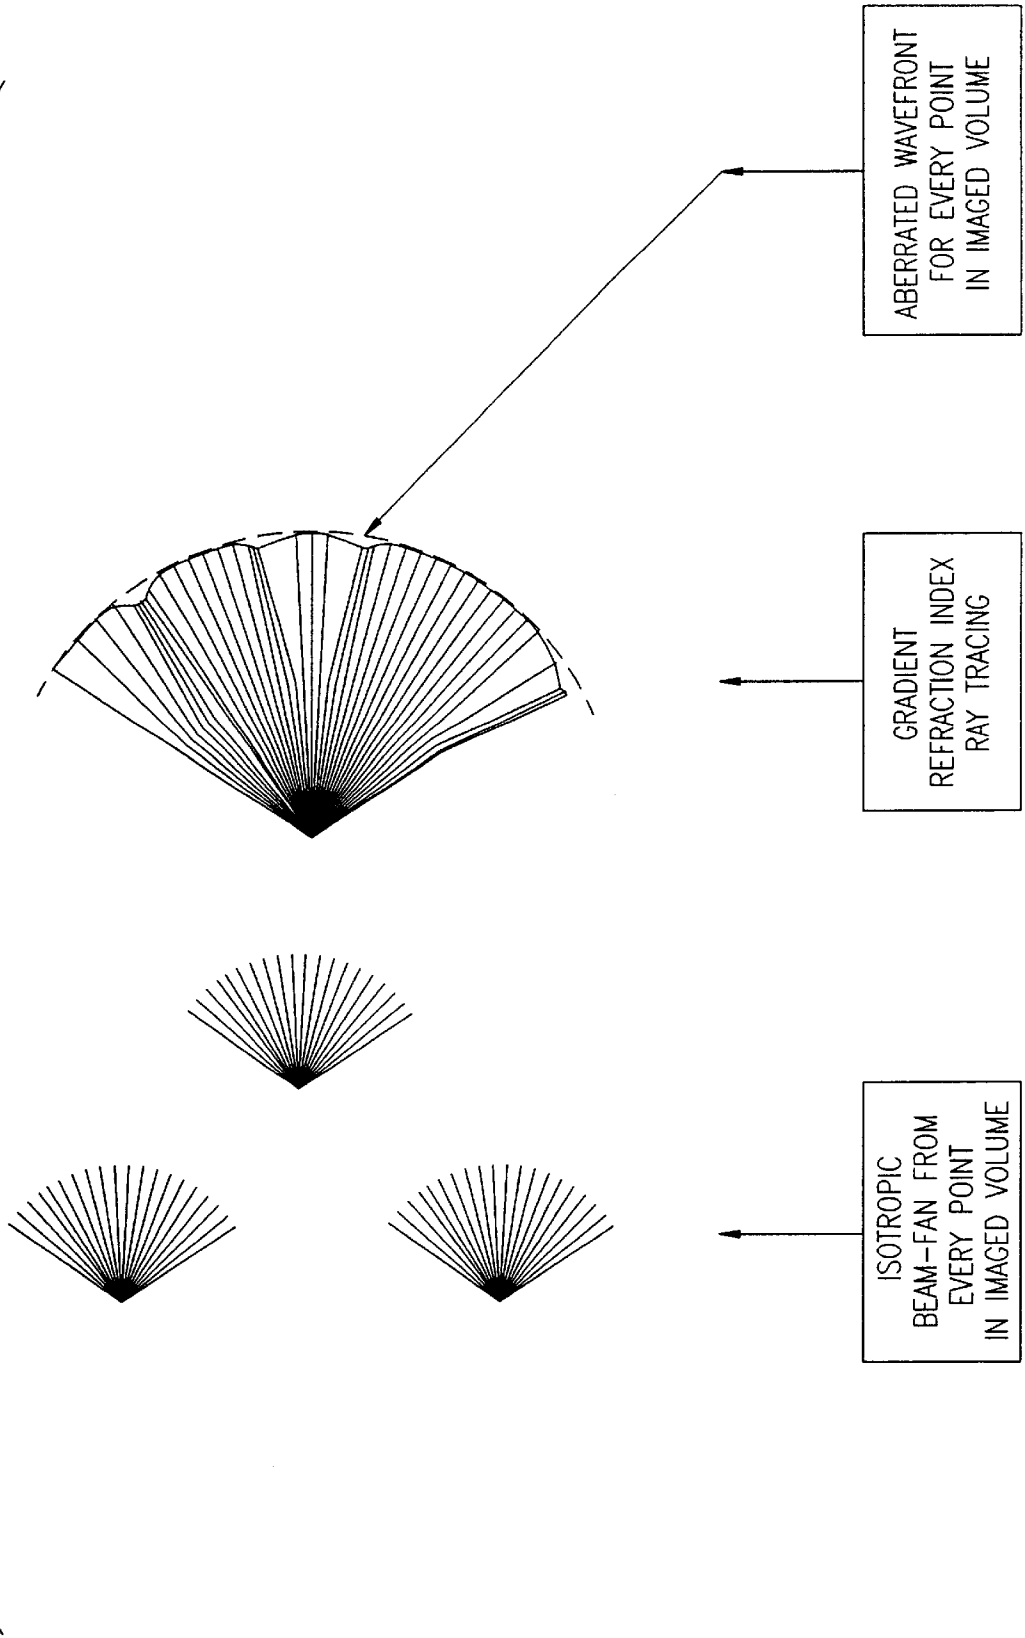 ISOTROPIC
BEAM-FAN FROM
EVERY POINT
IN IMAGED VOLUME
GRADIENT
REFRACTION INDEX
RAY TRACING
ABERRATED WAVEFRONT
FOR EVERY POINT
IN IMAGED VOLUME